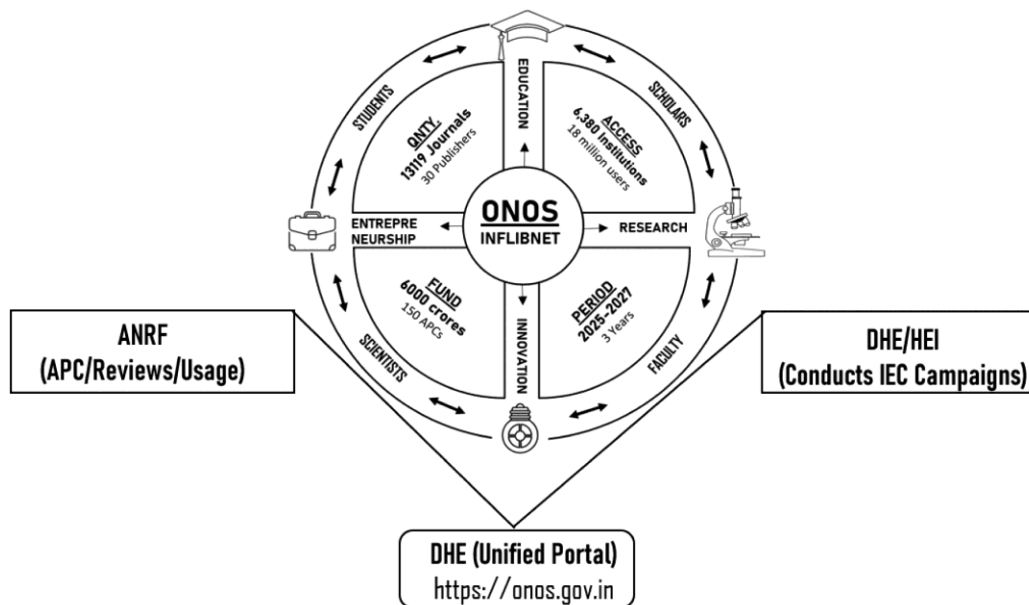 EDUCATION
STUDENTS
SCHOLARS
QNTY.
13119 Journals
30 Publishers
ACCESS
6,380 Institutions
18 million users
ONOS
INFLIBNET
ENTREPRE
NEURSHIP
RESEARCH
FUND
6000 crores
150 APCs
PERIOD
2025-2027
3 Years
INNOVATION
SCIENTISTS
FACULTY
ANRF
(APC/Reviews/Usage)
DHE/HEI
(Conducts IEC Campaigns)
DHE (Unified Portal)
https://onos.gov.in